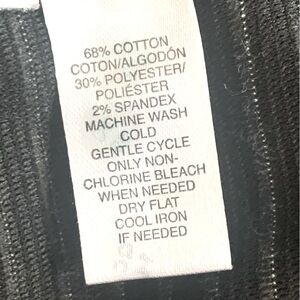 68% COTTON
COTON/ALGODÓN
30% POLYESTER/
POLIÉSTER
2% SPANDEX
MACHINE WASH
COLD
GENTLE CYCLE
ONLY NON-
CHLORINE BLEACH
WHEN NEEDED
DRY FLAT
COOL IRON
IF NEEDED